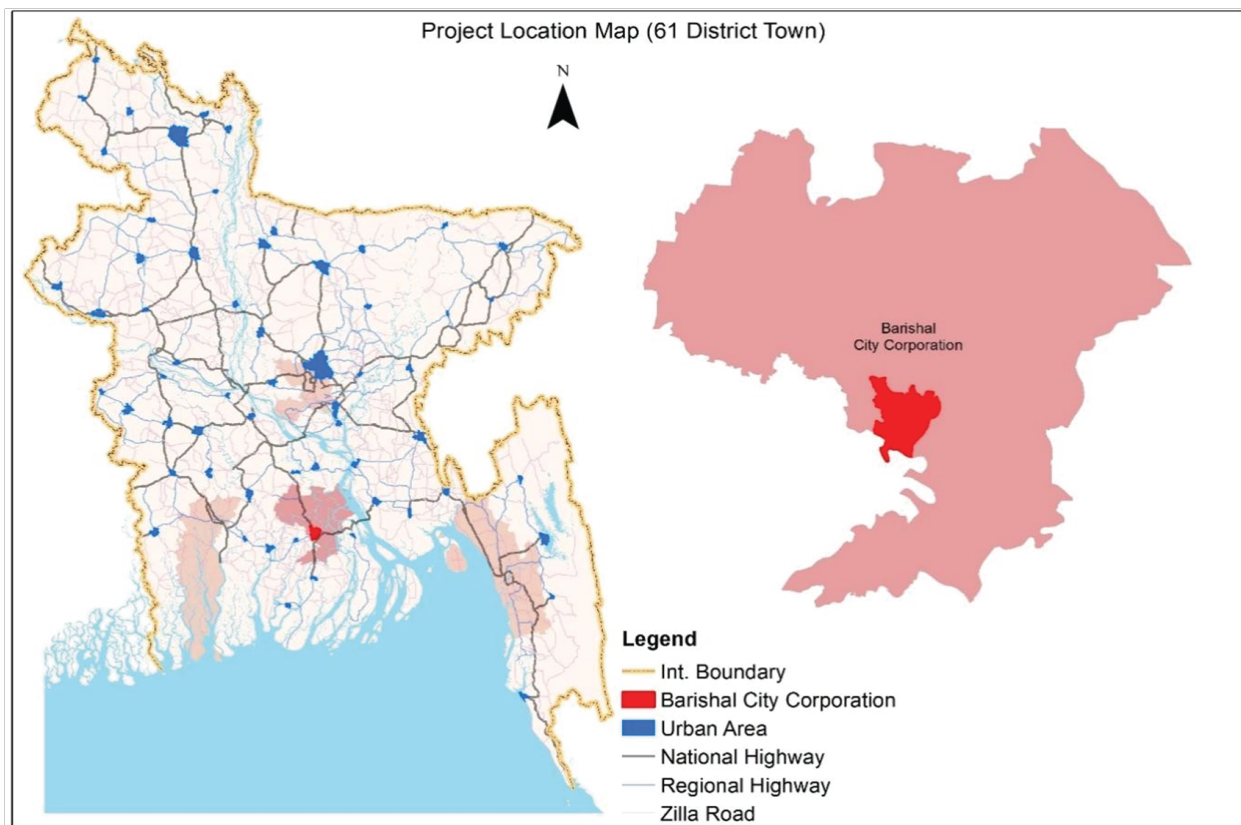 Project Location Map (61 District Town)
N
Barishal
City Corporation
Legend
Int. Boundary
Barishal City Corporation
Urban Area
National Highway
Regional Highway
Zilla Road